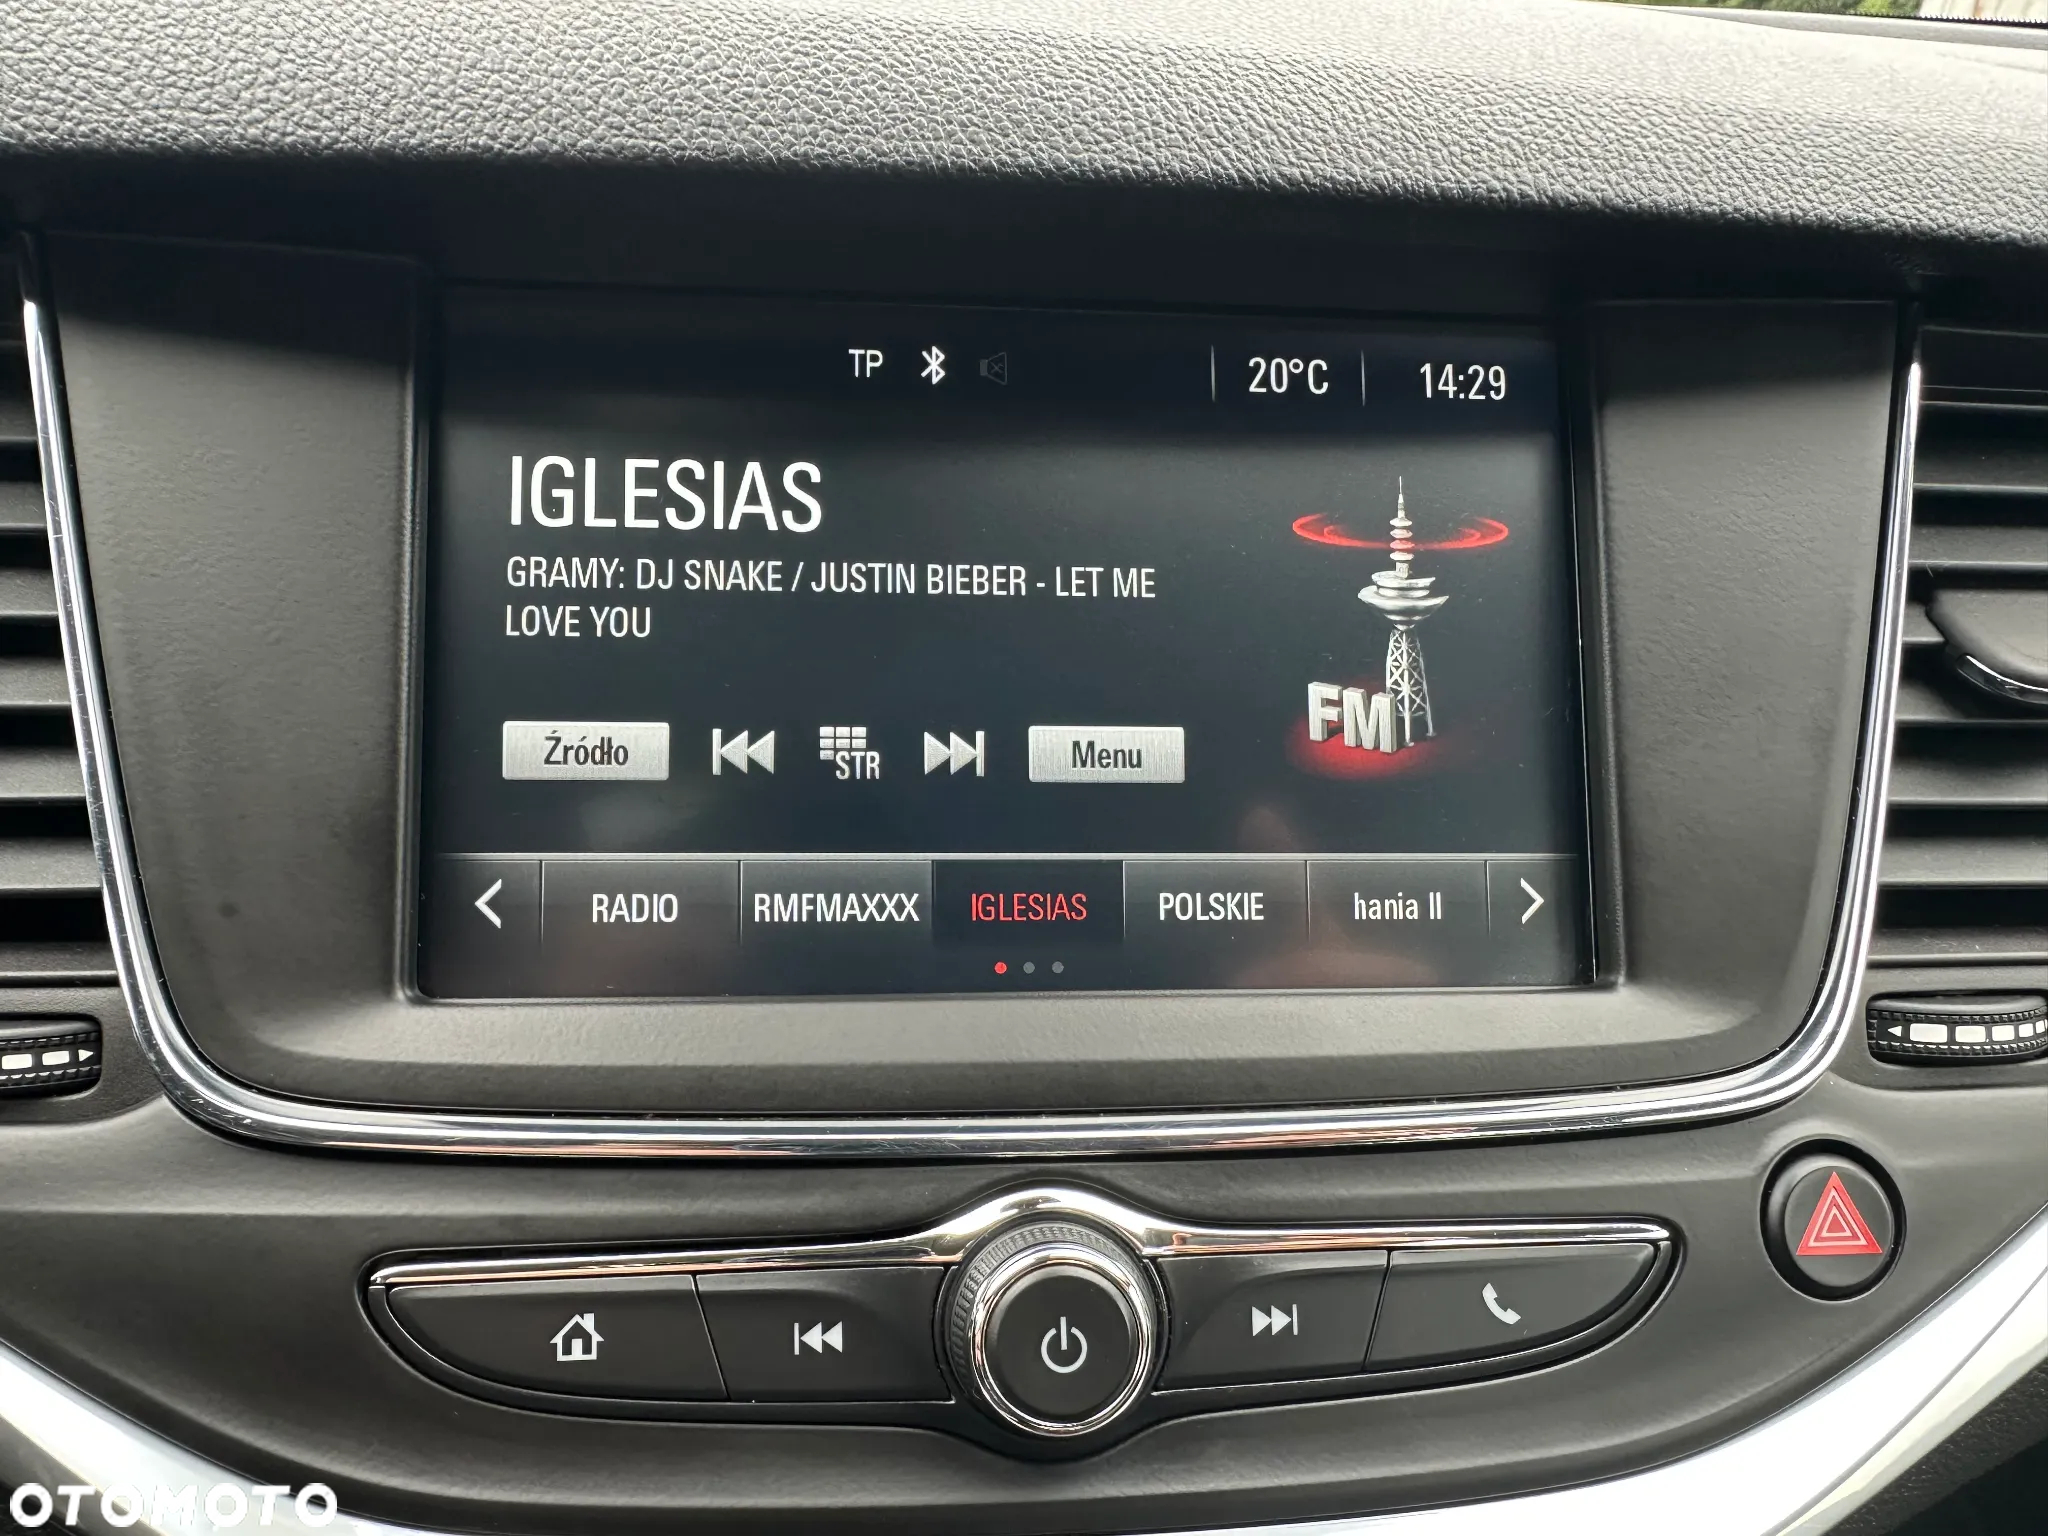 TP 20°C 14:29
IGLESIAS
GRAMY: DJ SNAKE / JUSTIN BIEBER - LET ME
LOVE YOU
FM
Źródło STR Menu
RADIO RMFMAXXX IGLESIAS POLSKIE hania II
OTOMOTO